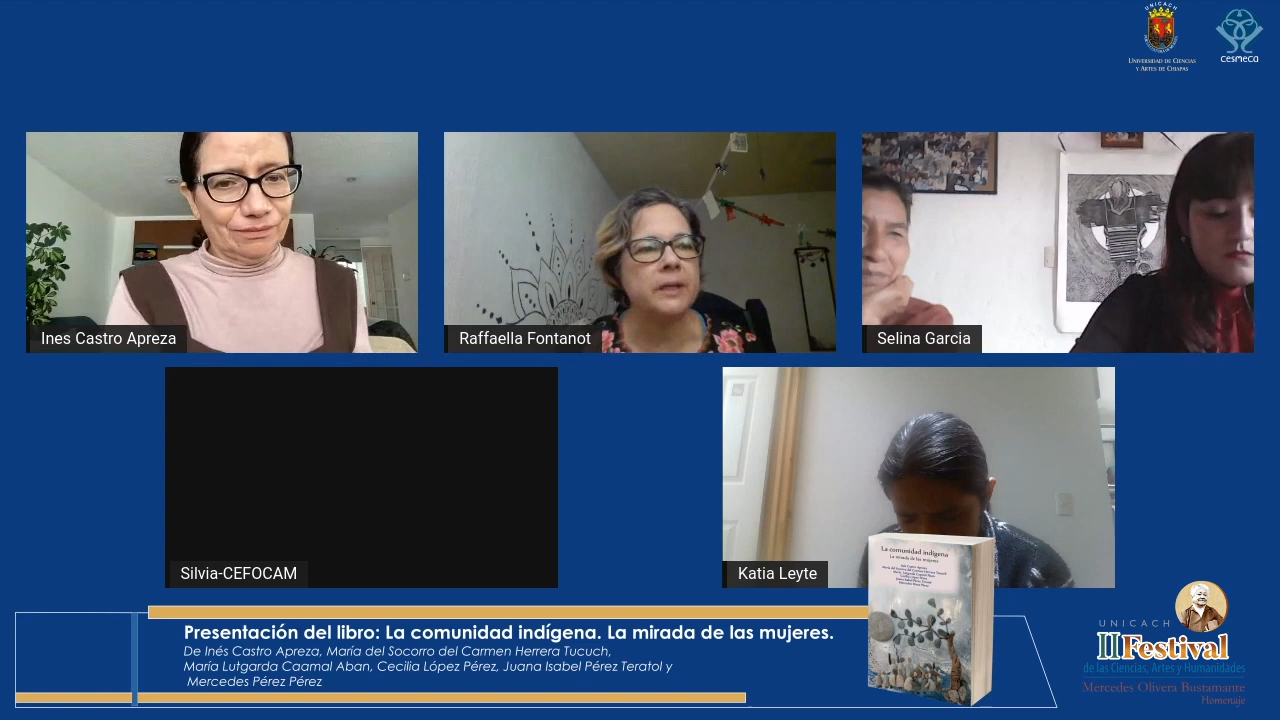 UNICACH
UNIVERSIDAD DE CIENCIAS
Y ARTES DE CHIAPAS
cesmeca
Ines Castro Apreza
Raffaella Fontanot
Selina Garcia
Silvia-CEFOCAM
Katia Leyte
La comunidad indígena
La mirada de las mujeres
Presentación del libro: La comunidad indígena. La mirada de las mujeres.
De Inés Castro Apreza, María del Socorro del Carmen Herrera Tucuch,
María Lutgarda Caamal Aban, Cecilia López Pérez, Juana Isabel Pérez Teratol y
Mercedes Pérez Pérez
UNICACH
II Festival
de las Ciencias, Artes y Humanidades
Mercedes Olivera Bustamante
Homenaje